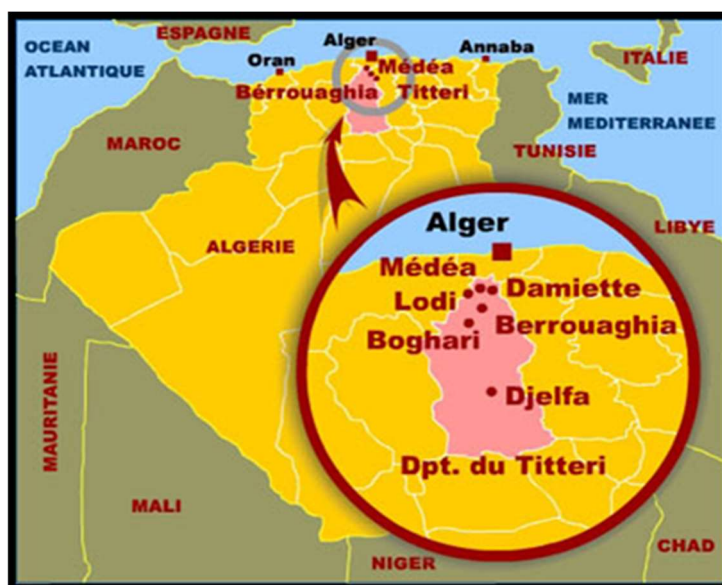 ESPAGNE
OCEAN
ATLANTIQUE
Alger
Oran
Annaba
ITALIE
Médéa
Bérrouaghia
Titteri
MER
MEDITERRANEE
MAROC
TUNISIE
ALGERIE
LIBYE
Alger
Médéa
Damiette
Lodi
Berrouaghia
Boghari
Djelfa
Dpt. du Titteri
MAURITANIE
MALI
NIGER
CHAD